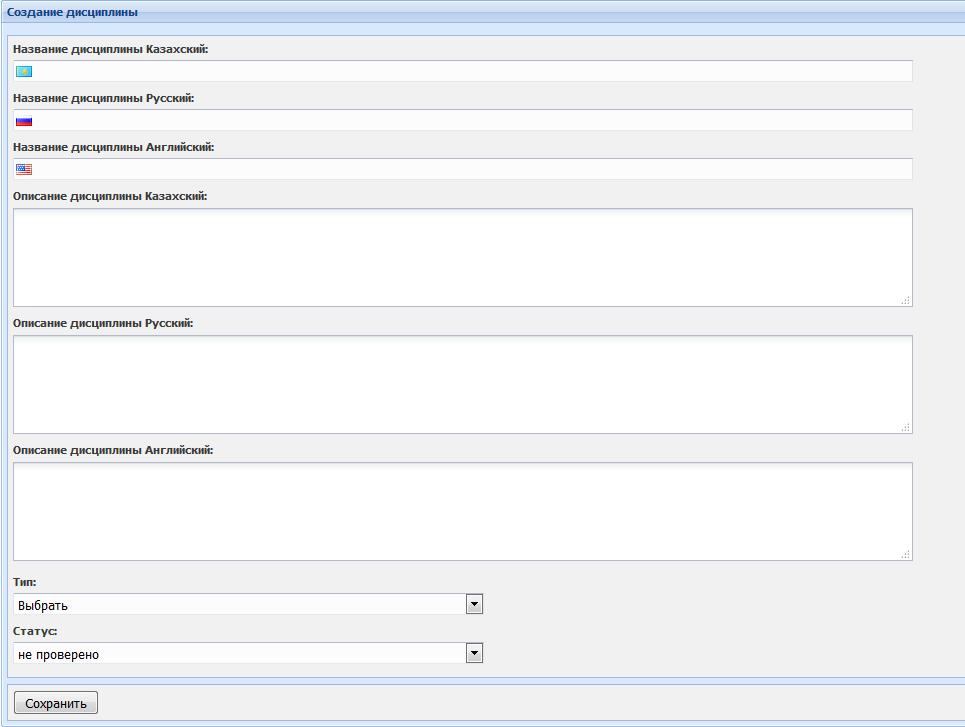 Создание дисциплины
Название дисциплины Казахский:
Название дисциплины Русский:
Название дисциплины Английский:
Описание дисциплины Казахский:
Описание дисциплины Русский:
Описание дисциплины Английский:
Тип:
Выбрать
Статус:
не проверено
Сохранить